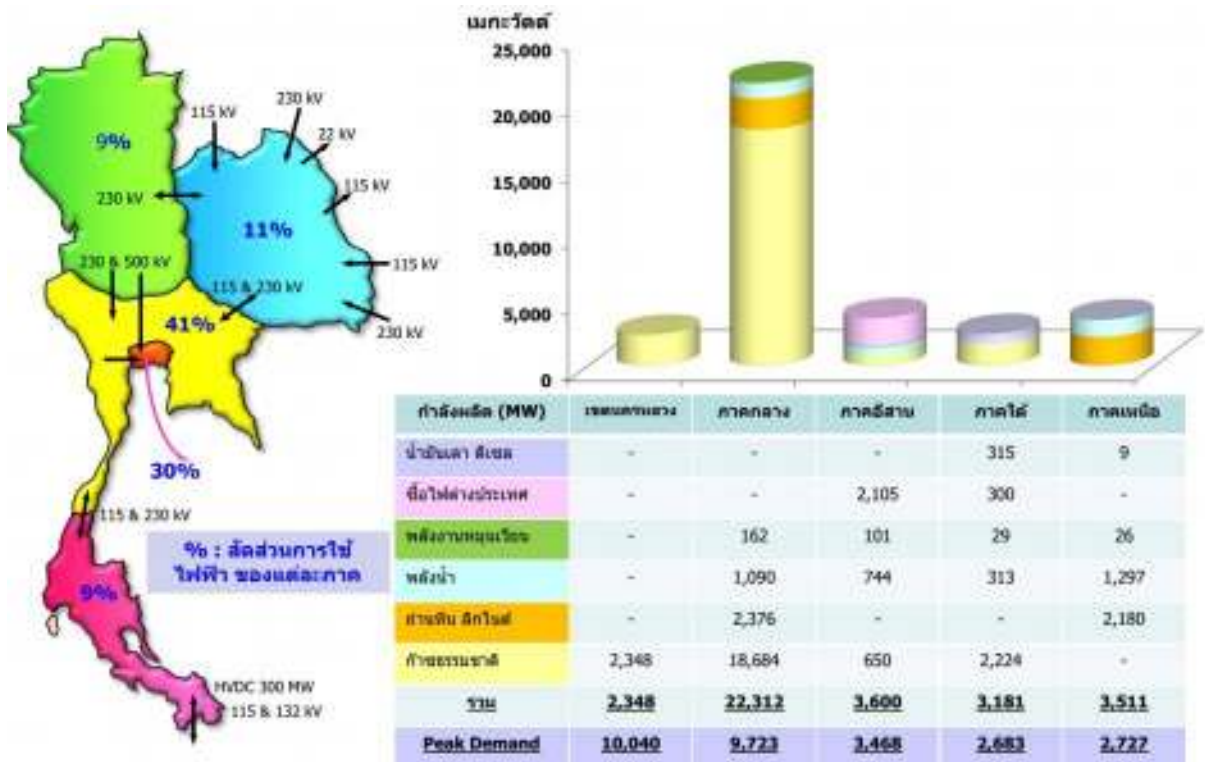 9%
115 kV
230 kV
22 kV
115 kV
230 kV
11%
115 kV
230 & 500 kV
115 & 230 kV
41%
230 kV
30%
115 & 230 kV
% : สัดส่วนการใช้
ไฟฟ้า ของแต่ละภาค
9%
HVDC 300 MW
115 & 132 kV
เมกะวัตต์
25,000
20,000
15,000
10,000
5,000
0
กำลังผลิต (MW) เขตนครหลวง ภาคกลาง ภาคอีสาน ภาคใต้ ภาคเหนือ
น้ำมันเตา ดีเซล - - - 315 9
ซื้อไฟต่างประเทศ - - 2,105 300 -
พลังงานหมุนเวียน - 162 101 29 26
พลังน้ำ - 1,090 744 313 1,297
ถ่านหิน ลิกไนต์ - 2,376 - - 2,180
ก๊าซธรรมชาติ 2,348 18,684 650 2,224 -
รวม 2,348 22,312 3,600 3,181 3,511
Peak Demand 10,040 9,723 3,468 2,683 2,727